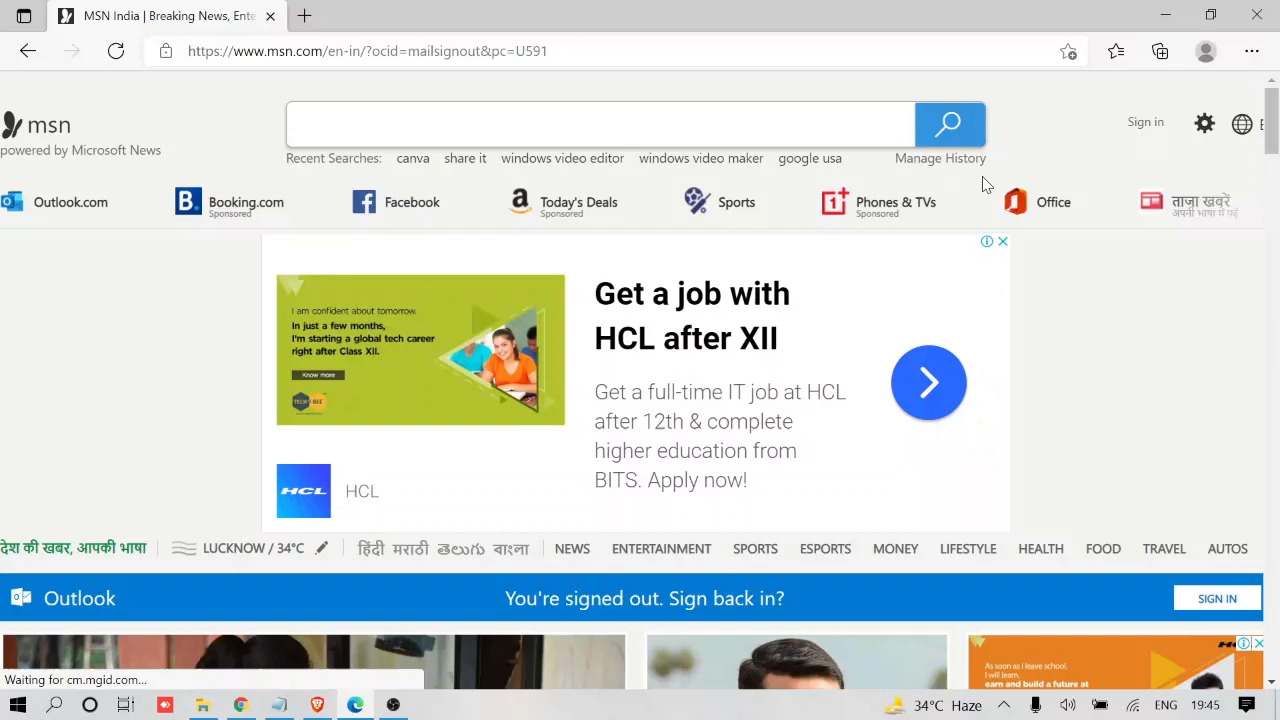 MSN India | Breaking News, Ente
https://www.msn.com/en-in/?ocid=mailsignout&pc=U591
msn
powered by Microsoft News
Sign in
Recent Searches: canva share it windows video editor windows video maker google usa Manage History
Outlook.com
Booking.com
Sponsored
Facebook
Today's Deals
Sponsored
Sports
Phones & TVs
Sponsored
Office
ताज़ा खबरें
अपनी भाषा में पढ़ें
I am confident about tomorrow.
In just a few months,
I'm starting a global tech career
right after Class XII.
Know more
TECH BEE
Get a job with
HCL after XII
Get a full-time IT job at HCL
after 12th & complete
higher education from
BITS. Apply now!
HCL
HCL
देश की खबर, आपकी भाषा
LUCKNOW / 34°C
हिंदी मराठी తెలుగు বাংলা
NEWS ENTERTAINMENT SPORTS ESPORTS MONEY LIFESTYLE HEALTH FOOD TRAVEL AUTOS
Outlook
You're signed out. Sign back in?
SIGN IN
As soon as I leave school,
I will learn,
earn and build a future at
Waiting for cm.mgid.com...
34°C Haze
ENG
19:45